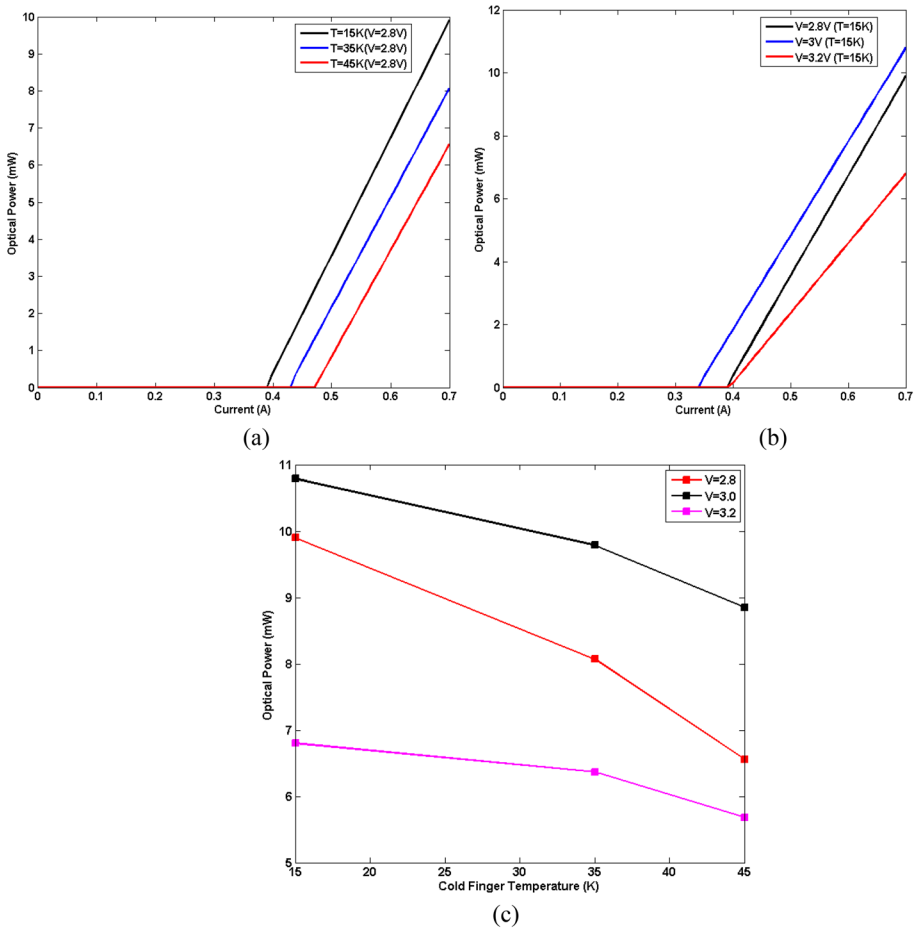 10
9
8
7
6
5
4
3
2
1
0
Optical Power (mW)
T=15K(V=2.8V)
T=35K(V=2.8V)
T=45K(V=2.8V)
0 0.1 0.2 0.3 0.4 0.5 0.6 0.7
Current (A)
(a)
12
10
8
6
4
2
0
Optical Power (mW)
V=2.8V (T=15K)
V=3V (T=15K)
V=3.2V (T=15K)
0 0.1 0.2 0.3 0.4 0.5 0.6 0.7
Current (A)
(b)
11
10
9
8
7
6
5
Optical Power (mW)
V=2.8
V=3.0
V=3.2
15 20 25 30 35 40 45
Cold Finger Temperature (K)
(c)